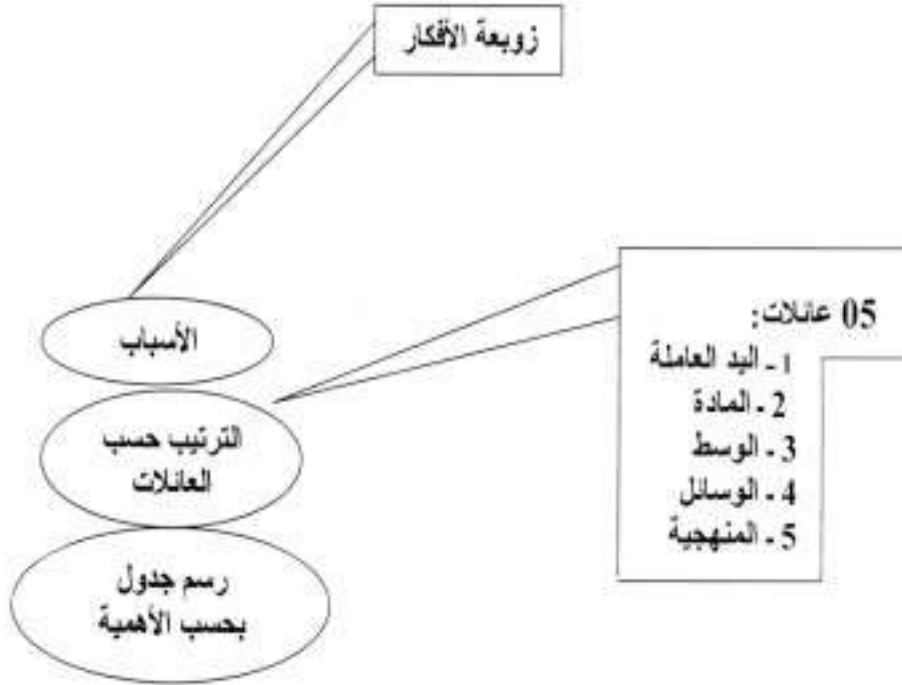 زوبعة الأفكار
الأسباب
الترتيب حسب
العائلات
رسم جدول
بحسب الأهمية
05 عائلات:
1 - اليد العاملة
2 - المادة
3 - الوسط
4 - الوسائل
5 - المنهجية